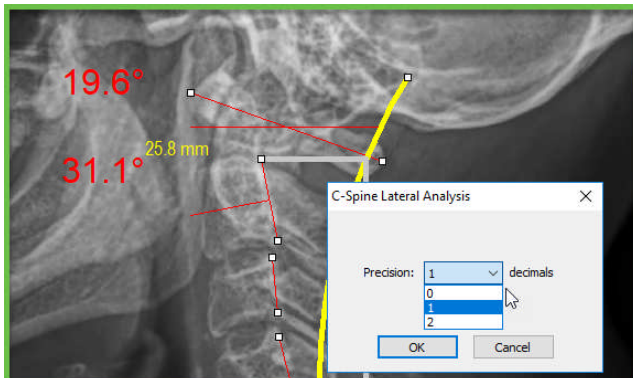 19.6°
25.8 mm
31.1°
C-Spine Lateral Analysis
Precision: 1 decimals
0
1
2
OK Cancel